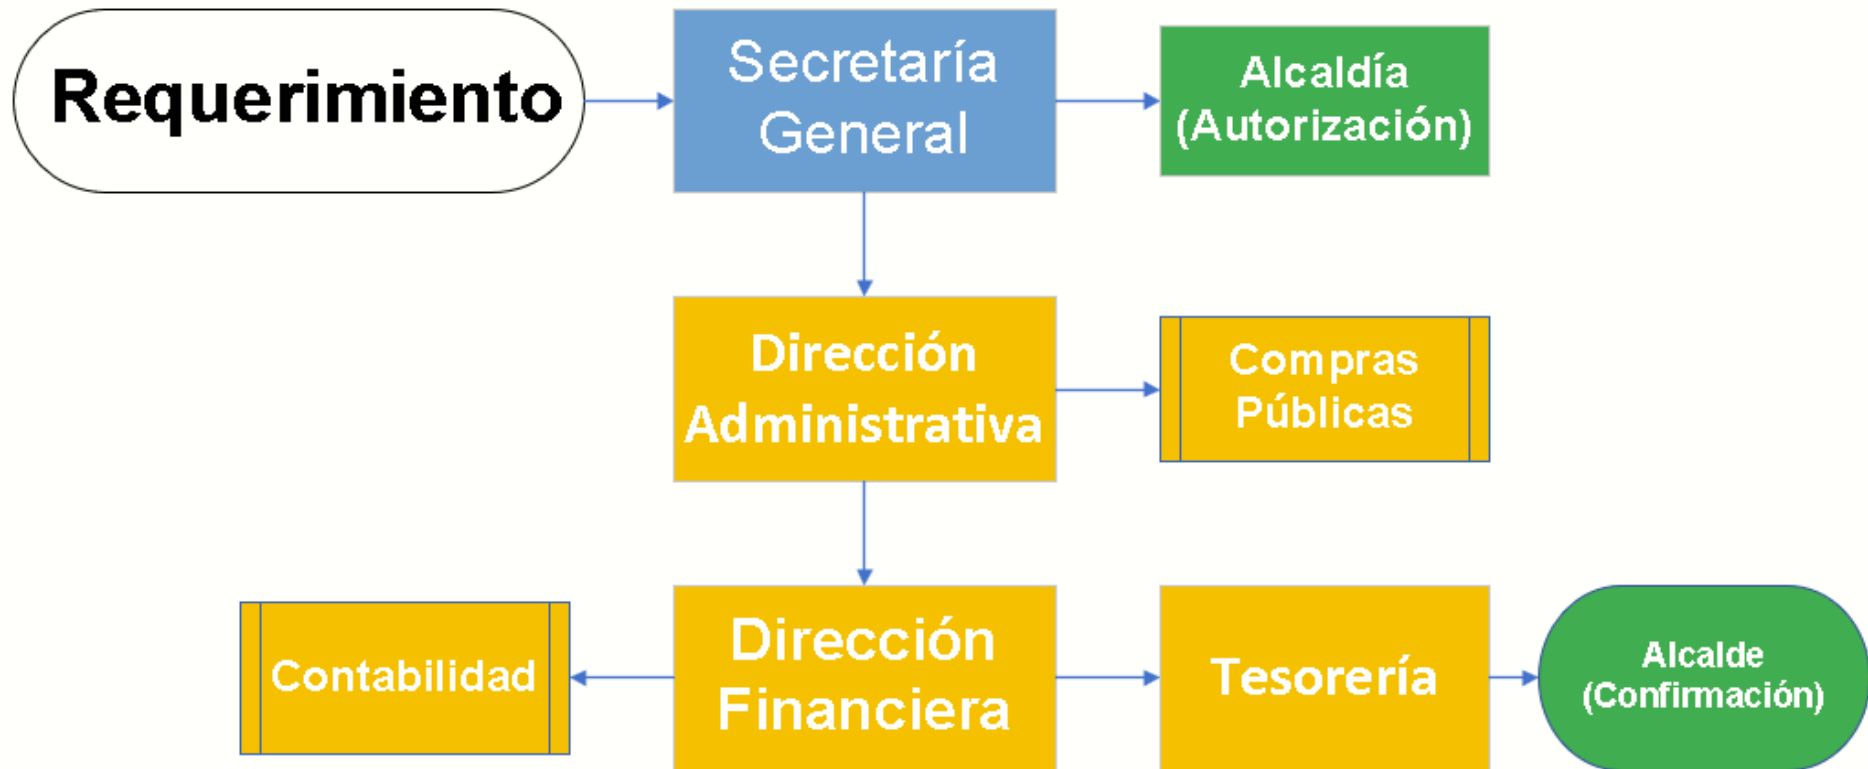 Requerimiento
Secretaría
General
Alcaldía
(Autorización)
Dirección
Administrativa
Compras
Públicas
Contabilidad
Dirección
Financiera
Tesorería
Alcalde
(Confirmación)